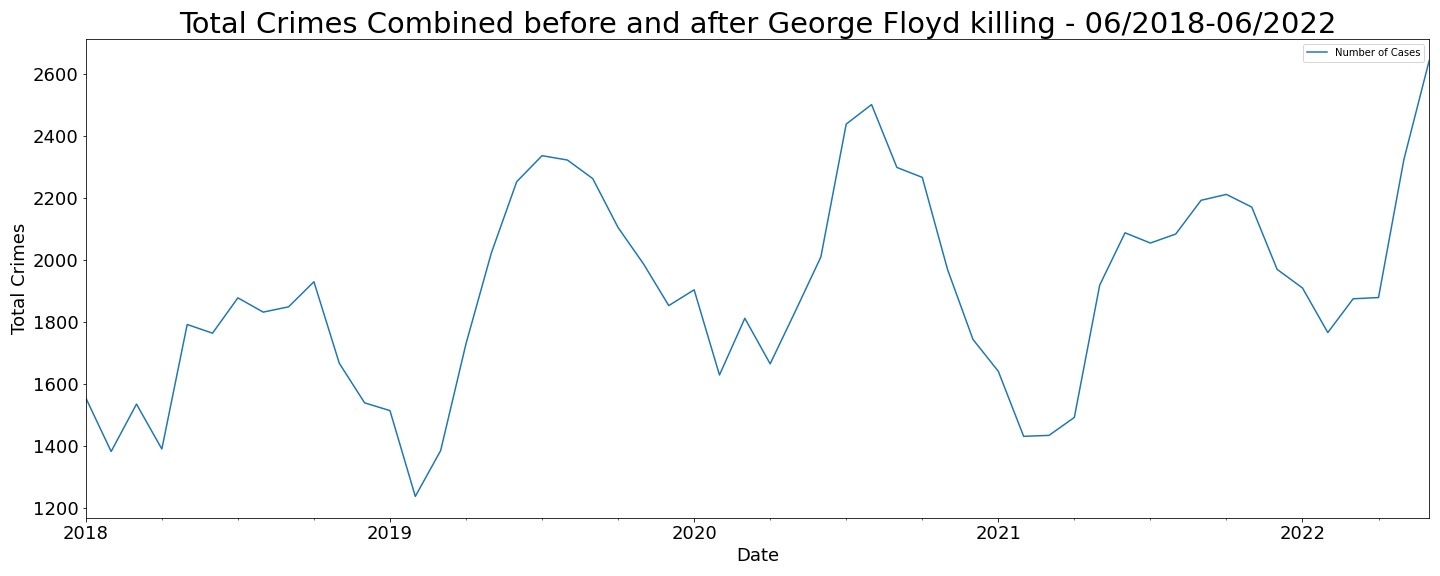 Total Crimes Combined before and after George Floyd killing - 06/2018-06/2022
Number of Cases
2600
2400
2200
2000
1800
1600
1400
1200
Total Crimes
2018 2019 2020 2021 2022
Date